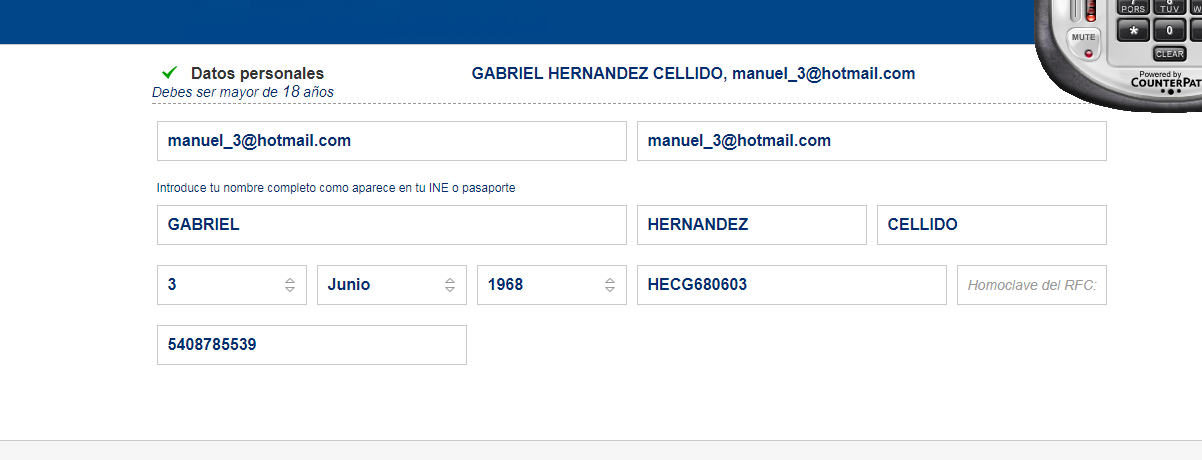 PQRS TUV
MUTE * 0
CLEAR
Powered by
COUNTERPAT
Datos personales GABRIEL HERNANDEZ CELLIDO, manuel_3@hotmail.com
Debes ser mayor de 18 años
manuel_3@hotmail.com manuel_3@hotmail.com
Introduce tu nombre completo como aparece en tu INE o pasaporte
GABRIEL HERNANDEZ CELLIDO
3 Junio 1968 HECG680603 Homoclave del RFC:
5408785539